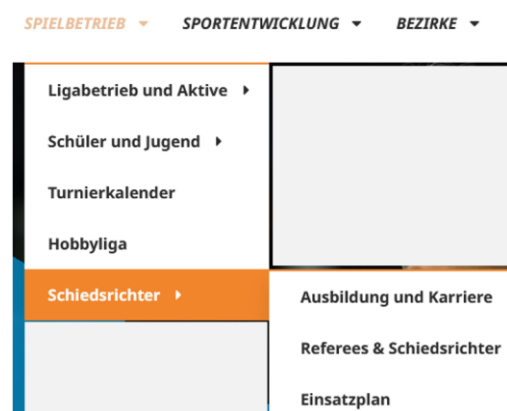 SPIELBETRIEB SPORTENTWICKLUNG BEZIRKE
Ligabetrieb und Aktive
Schüler und Jugend
Turnierkalender
Hobbyliga
Schiedsrichter
Ausbildung und Karriere
Referees & Schiedsrichter
Einsatzplan